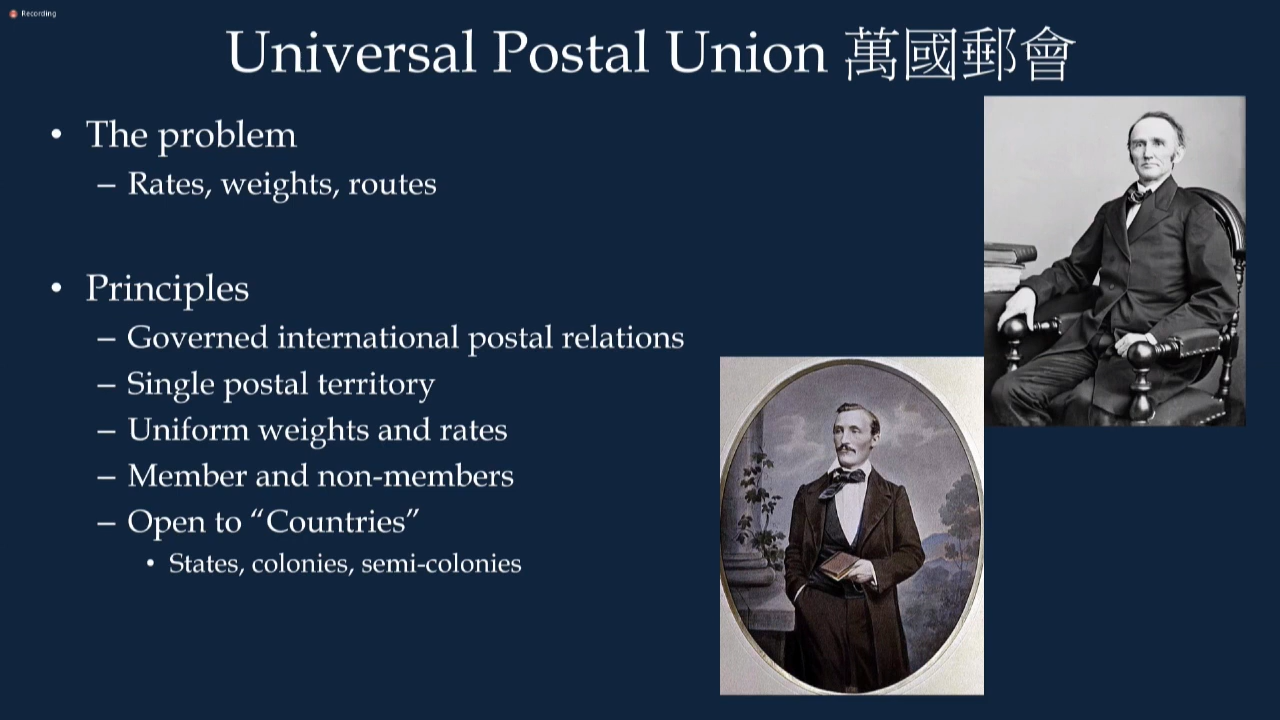 Recording
Universal Postal Union 萬國郵會
• The problem
– Rates, weights, routes
• Principles
– Governed international postal relations
– Single postal territory
– Uniform weights and rates
– Member and non-members
– Open to “Countries”
• States, colonies, semi-colonies